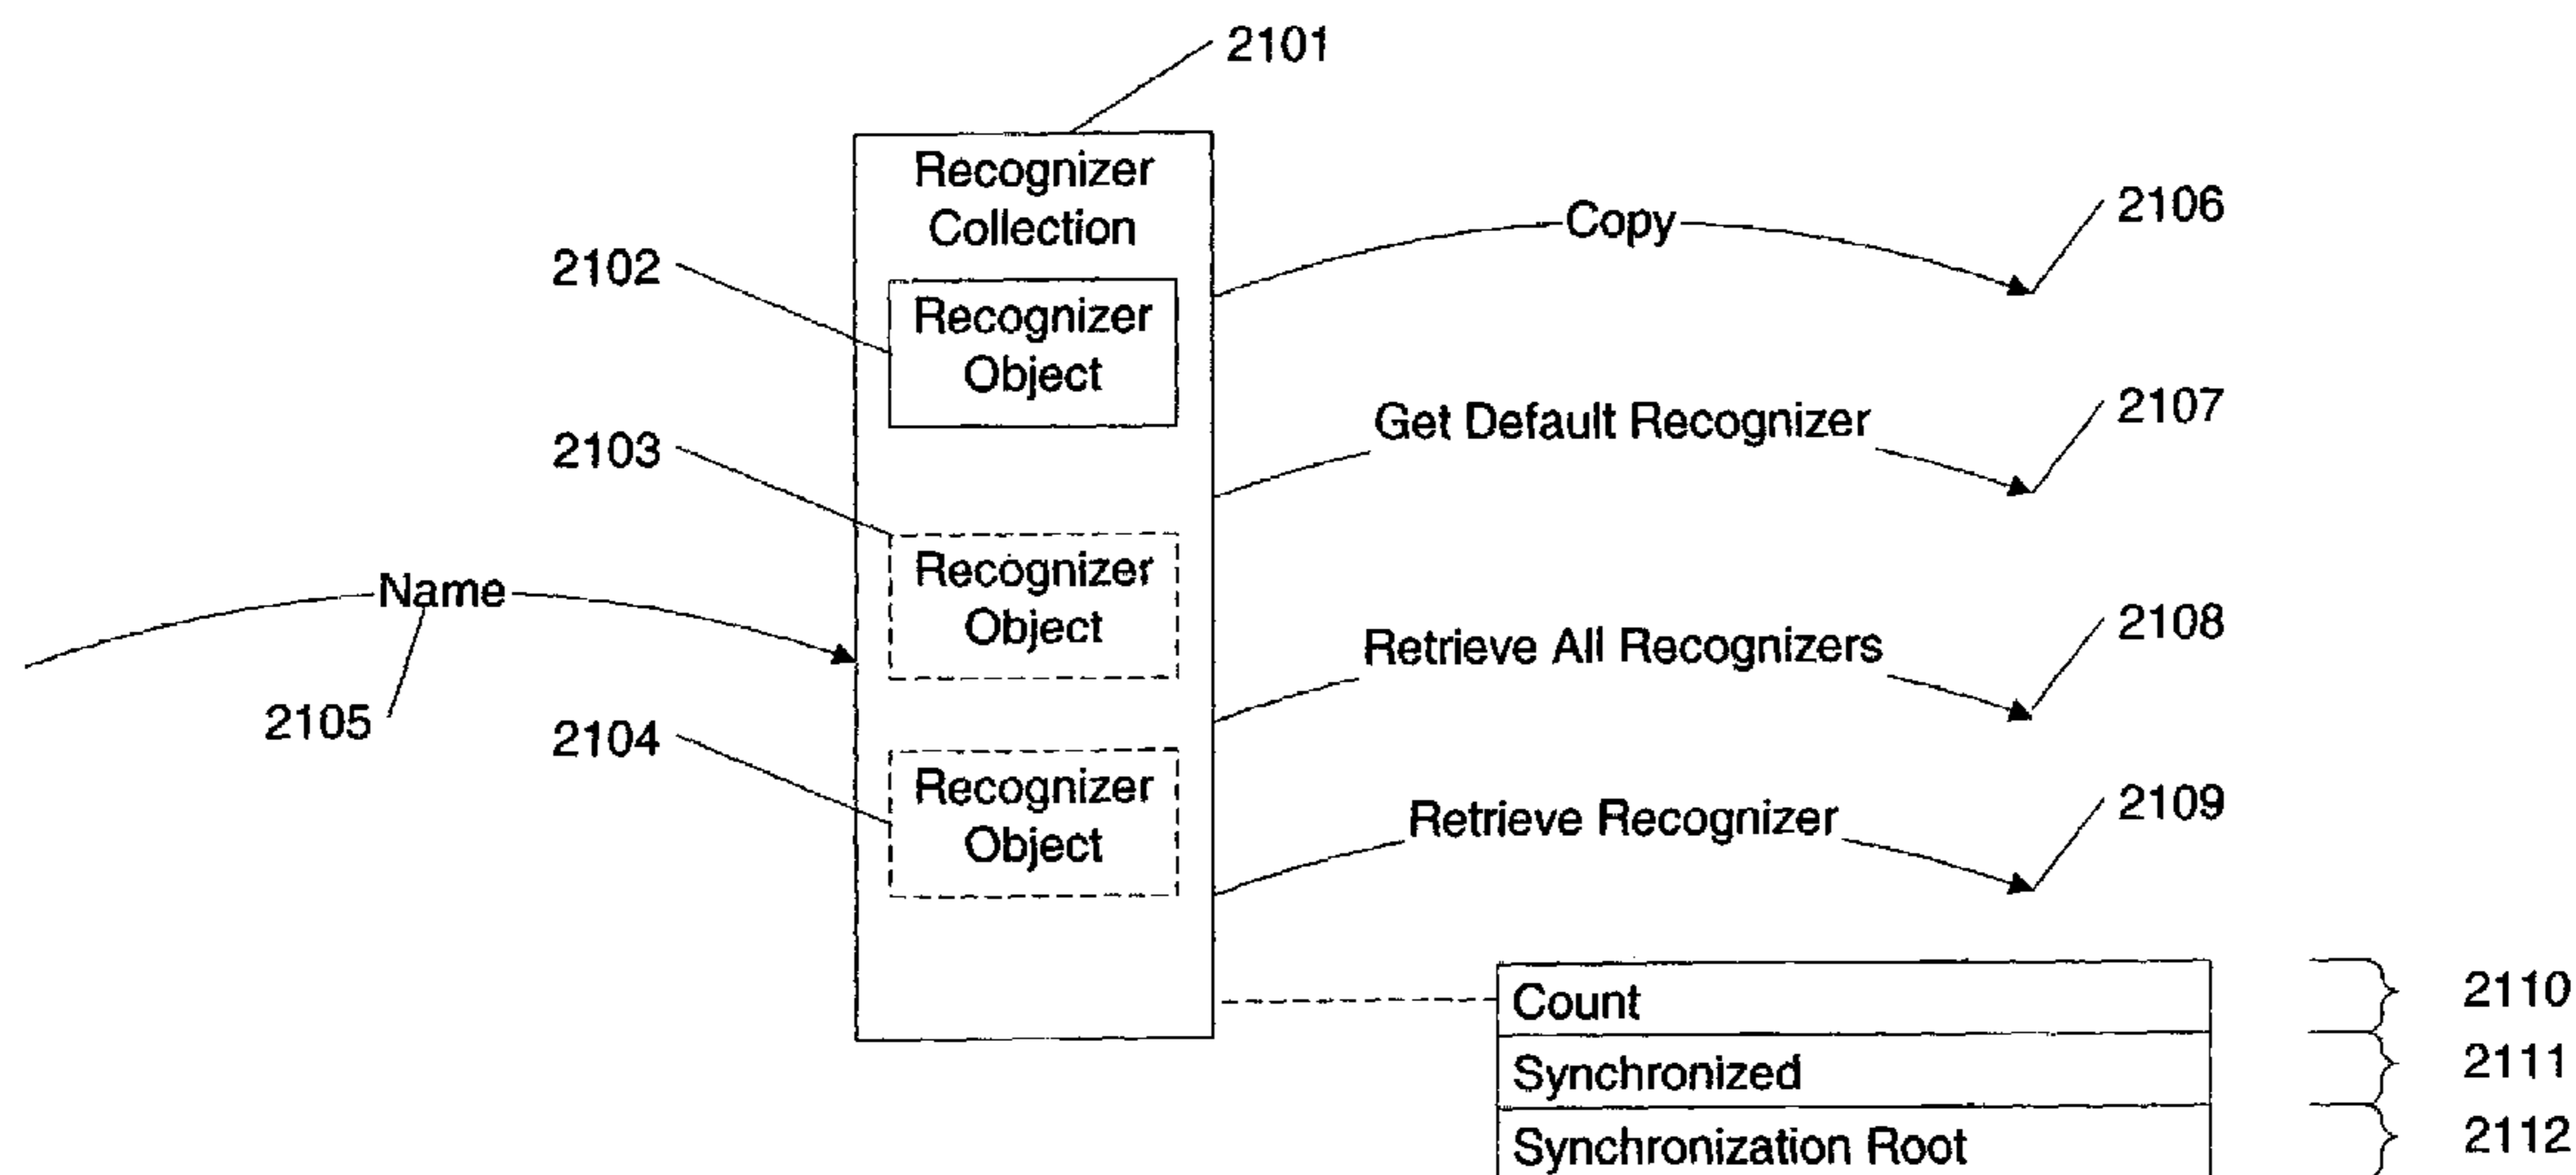 2101
Recognizer
Collection
2102
Recognizer
Object
2103
Recognizer
Object
2104
Recognizer
Object
Name
2105
Copy
2106
Get Default Recognizer
2107
Retrieve All Recognizers
2108
Retrieve Recognizer
2109
Count
2110
Synchronized
2111
Synchronization Root
2112